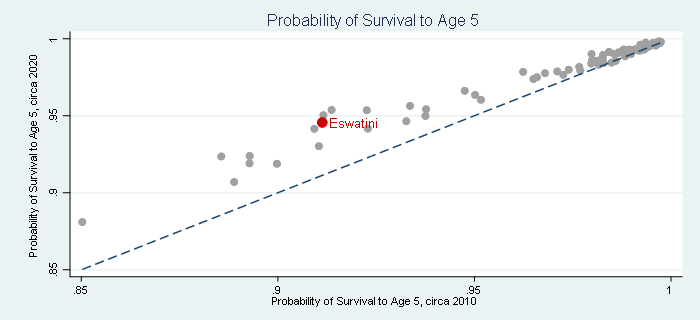 Probability of Survival to Age 5
Probability of Survival to Age 5, circa 2020
1
.95
.9
.85
Eswatini
.85
.9
.95
1
Probability of Survival to Age 5, circa 2010